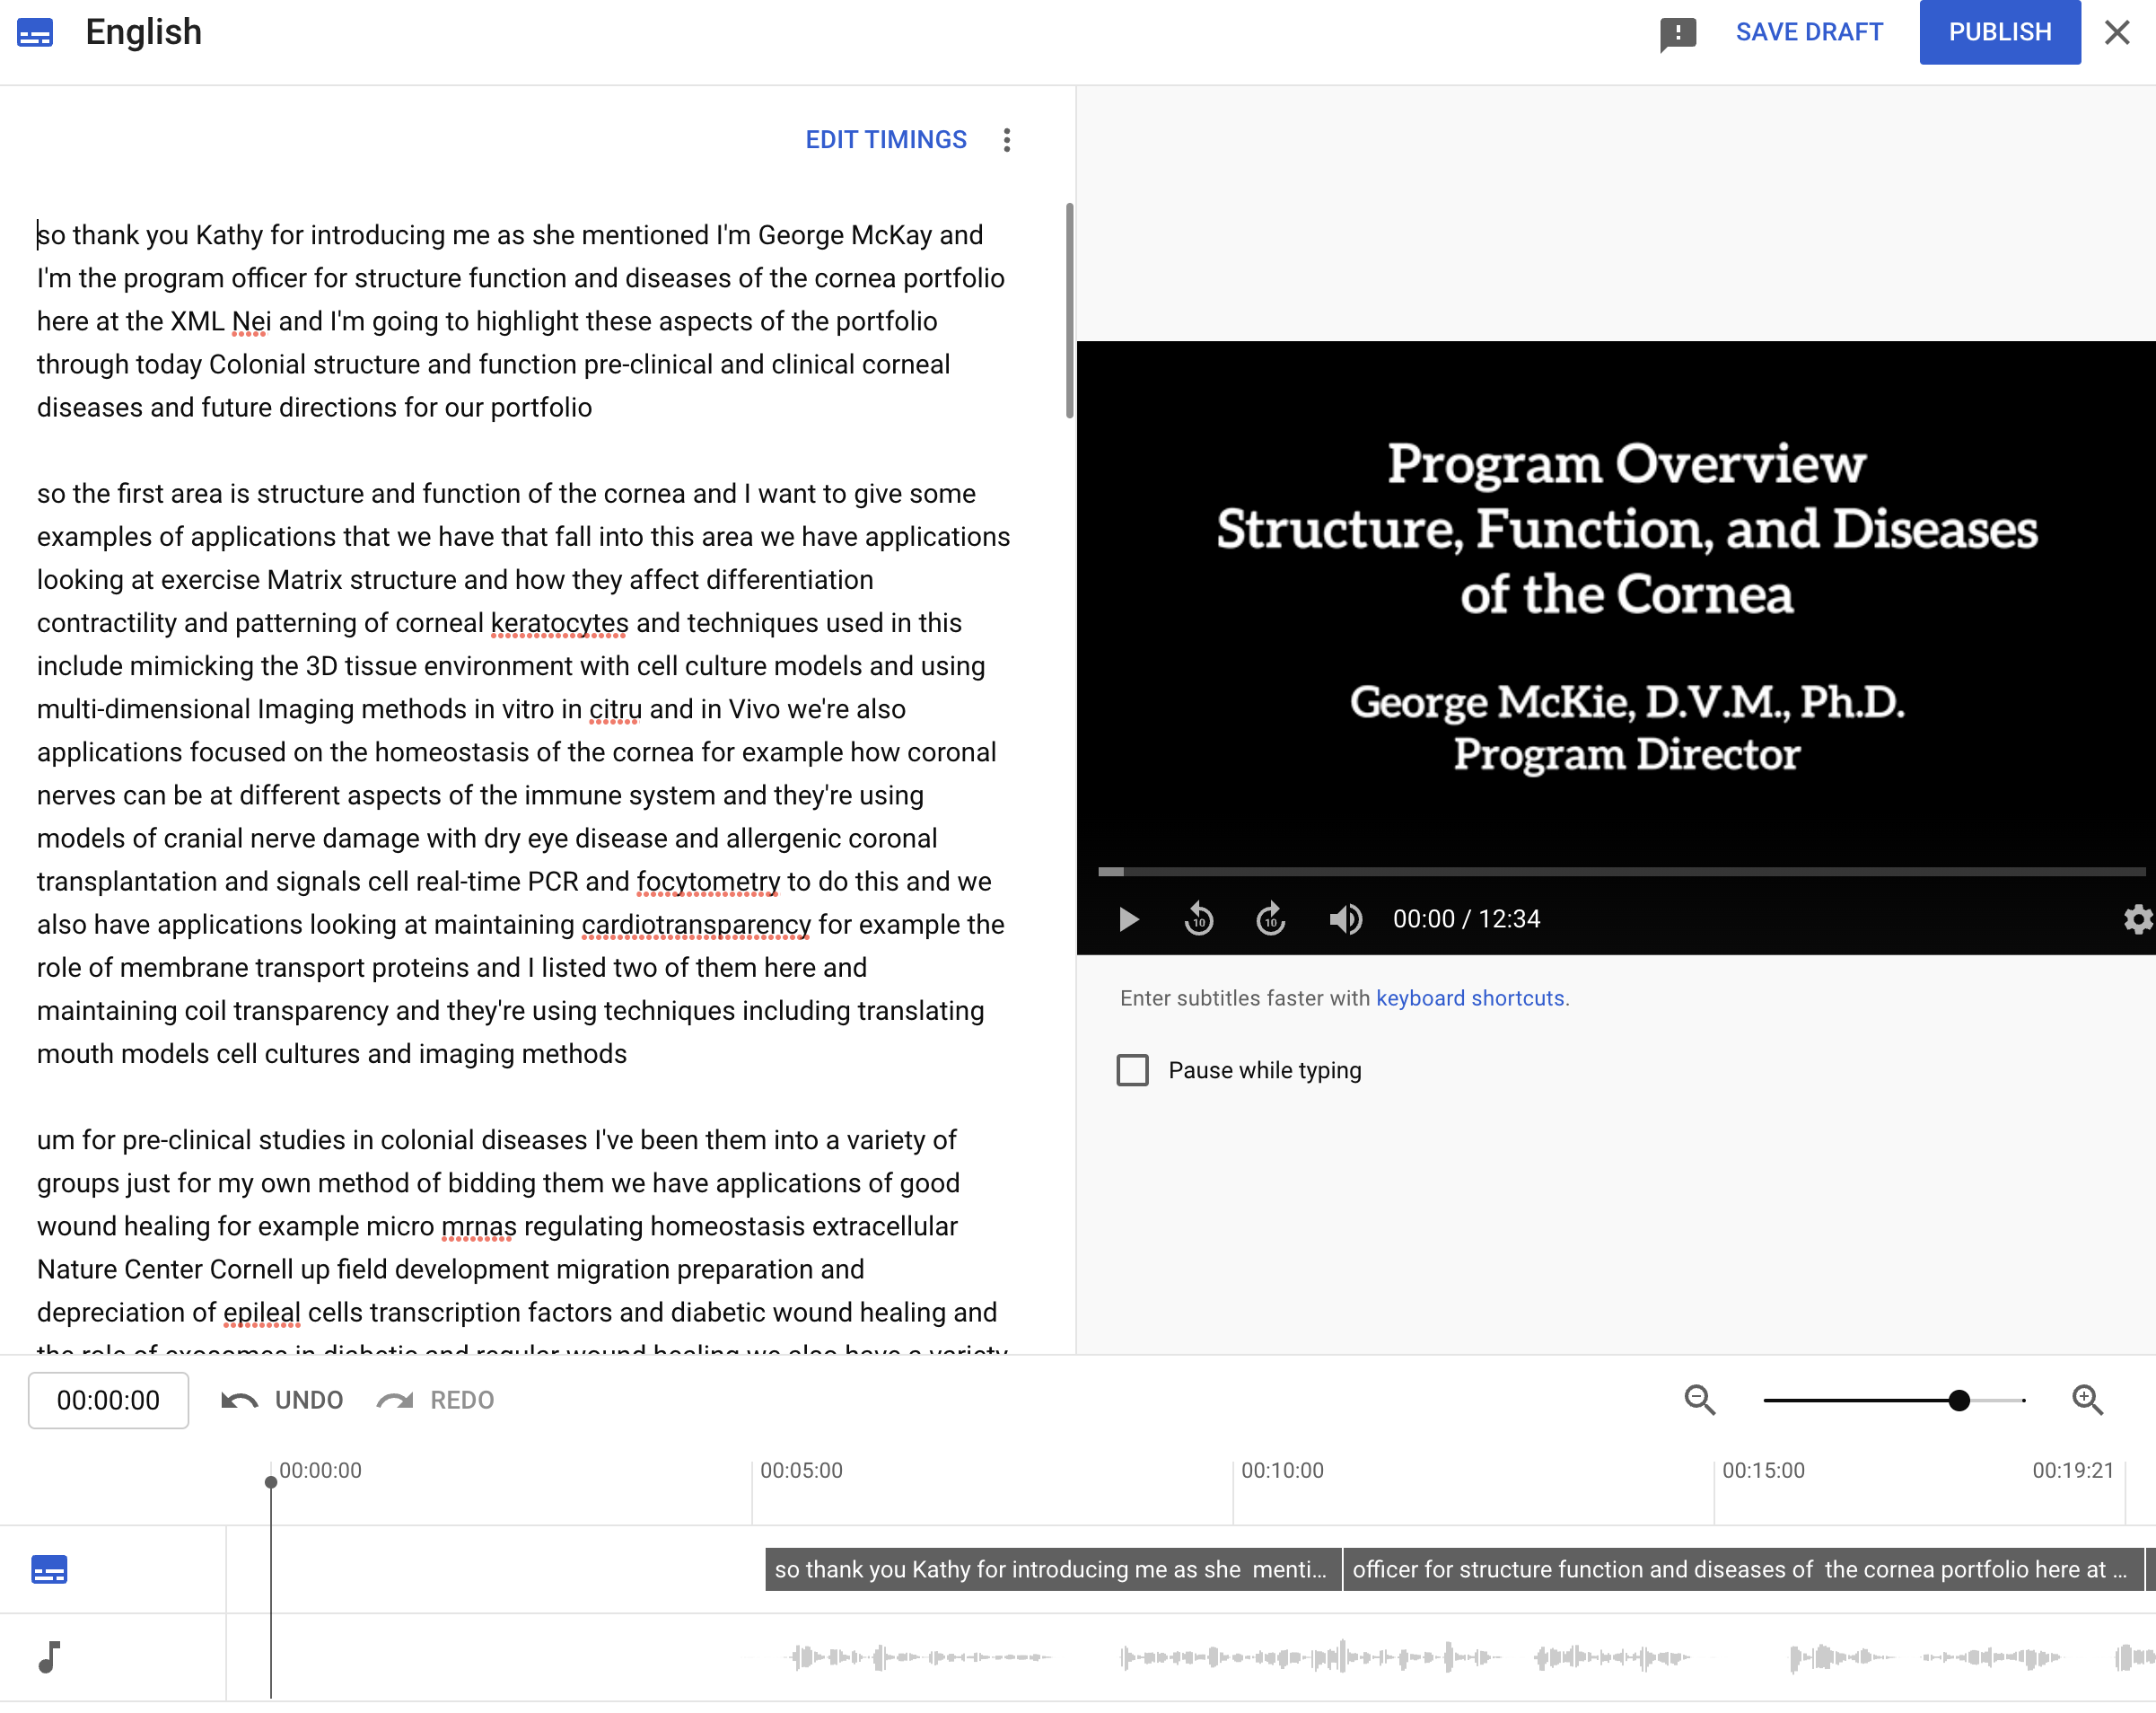 English
SAVE DRAFT
PUBLISH
EDIT TIMINGS
so thank you Kathy for introducing me as she mentioned I'm George McKay and
I'm the program officer for structure function and diseases of the cornea portfolio
here at the XML Nei and I'm going to highlight these aspects of the portfolio
through today Colonial structure and function pre-clinical and clinical corneal
diseases and future directions for our portfolio
so the first area is structure and function of the cornea and I want to give some
examples of applications that we have that fall into this area we have applications
looking at exercise Matrix structure and how they affect differentiation
contractility and patterning of corneal keratocytes and techniques used in this
include mimicking the 3D tissue environment with cell culture models and using
multi-dimensional Imaging methods in vitro in citru and in Vivo we're also
applications focused on the homeostasis of the cornea for example how coronal
nerves can be at different aspects of the immune system and they're using
models of cranial nerve damage with dry eye disease and allergenic coronal
transplantation and signals cell real-time PCR and focytometry to do this and we
also have applications looking at maintaining cardiotransparency for example the
role of membrane transport proteins and I listed two of them here and
maintaining coil transparency and they're using techniques including translating
mouth models cell cultures and imaging methods
um for pre-clinical studies in colonial diseases I've been them into a variety of
groups just for my own method of bidding them we have applications of good
wound healing for example micro mrnas regulating homeostasis extracellular
Nature Center Cornell up field development migration preparation and
depreciation of epileal cells transcription factors and diabetic wound healing and
the role of exosomes in diabetic and regular wound healing we also have a variety
Program Overview
Structure, Function, and Diseases
of the Cornea
George McKie, D.V.M., Ph.D.
Program Director
10
10
00:00 / 12:34
Enter subtitles faster with keyboard shortcuts.
Pause while typing
00:00:00
UNDO
REDO
00:00:00
00:05:00
00:10:00
00:15:00
00:19:21
so thank you Kathy for introducing me as she menti...
officer for structure function and diseases of the cornea portfolio here at ...